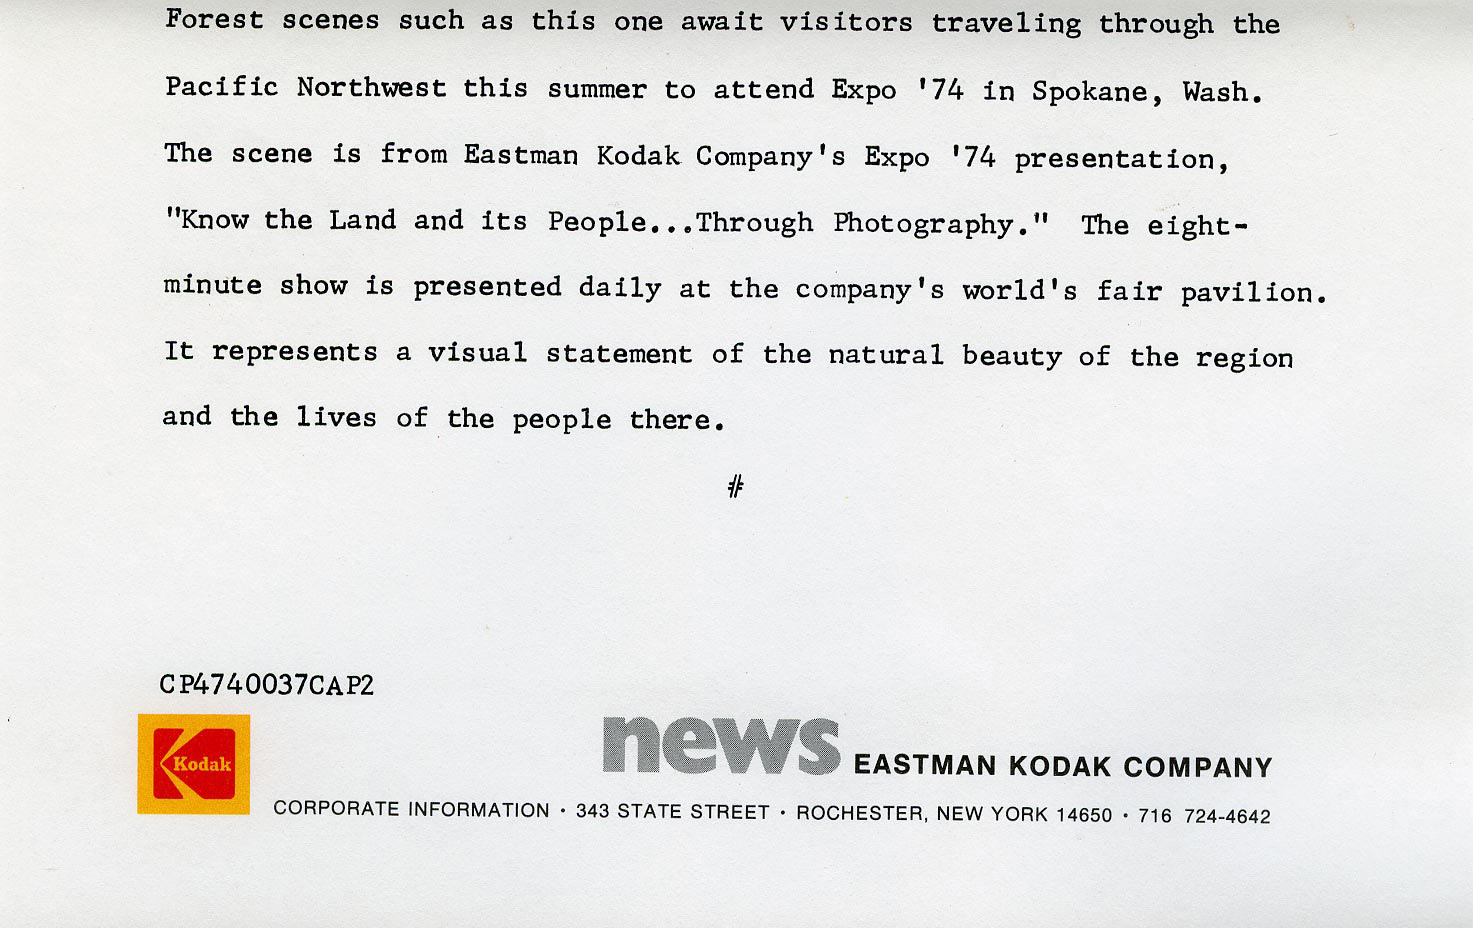 Forest scenes such as this one await visitors traveling through the
Pacific Northwest this summer to attend Expo '74 in Spokane, Wash.
The scene is from Eastman Kodak Company's Expo '74 presentation,
"Know the Land and its People...Through Photography."  The eight-
minute show is presented daily at the company's world's fair pavilion.
It represents a visual statement of the natural beauty of the region
and the lives of the people there.
#
CP4740037CAP2
Kodak
news EASTMAN KODAK COMPANY
CORPORATE INFORMATION · 343 STATE STREET · ROCHESTER, NEW YORK 14650 · 716 724-4642